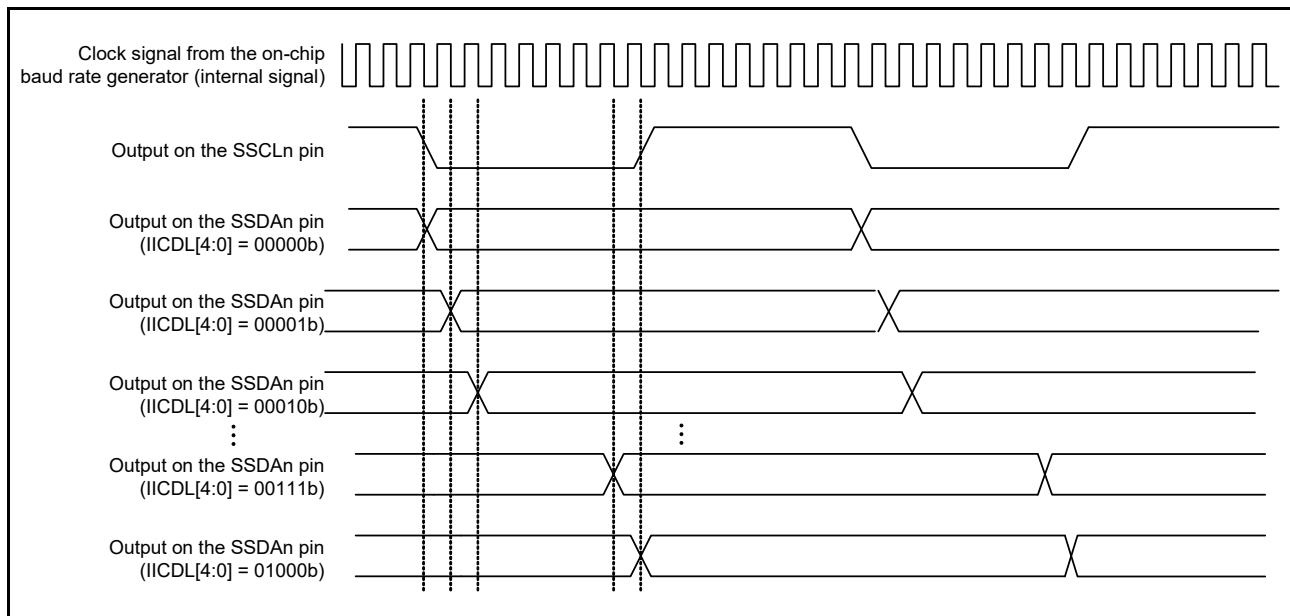 Clock signal from the on-chip
baud rate generator (internal signal)
Output on the SSCLn pin
Output on the SSDAn pin
(IICDL[4:0] = 00000b)
Output on the SSDAn pin
(IICDL[4:0] = 00001b)
Output on the SSDAn pin
(IICDL[4:0] = 00010b)
Output on the SSDAn pin
(IICDL[4:0] = 00111b)
Output on the SSDAn pin
(IICDL[4:0] = 01000b)